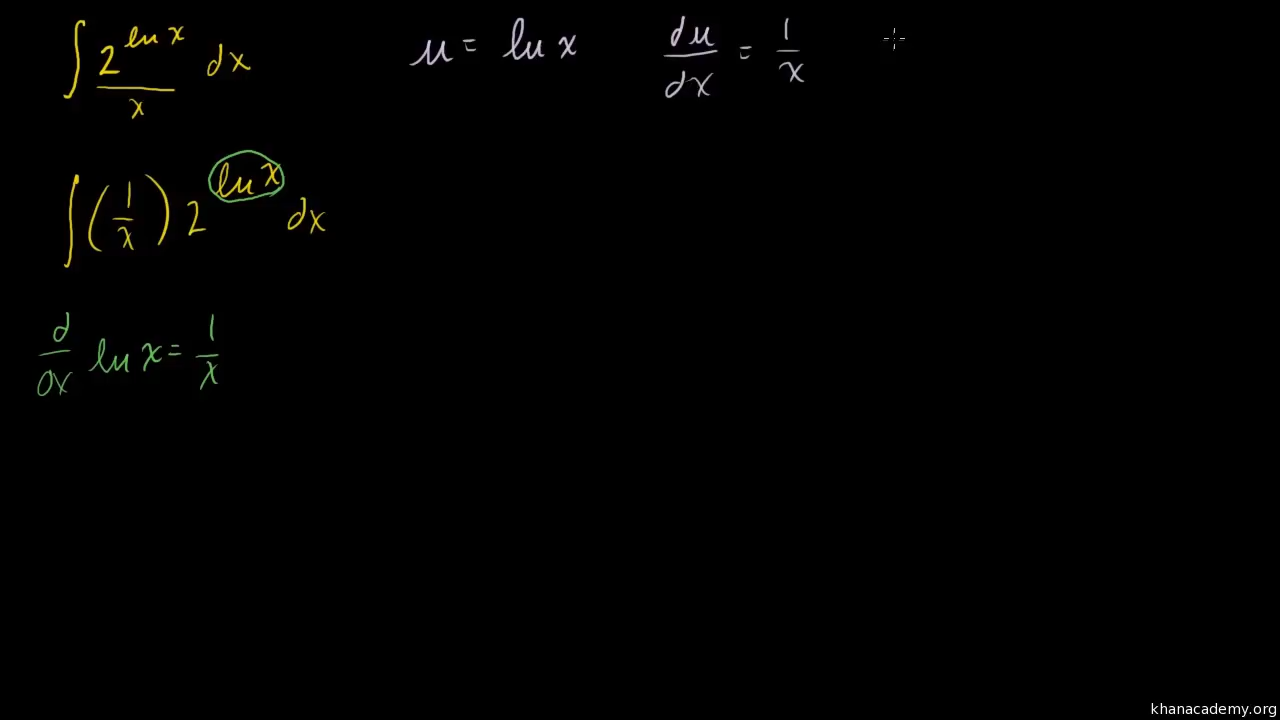 ∫ 2^{ln x}/x dx
u = ln x
du/dx = 1/x
∫ (1/x) 2^{ln x} dx
d/dx ln x = 1/x
khanacademy.org